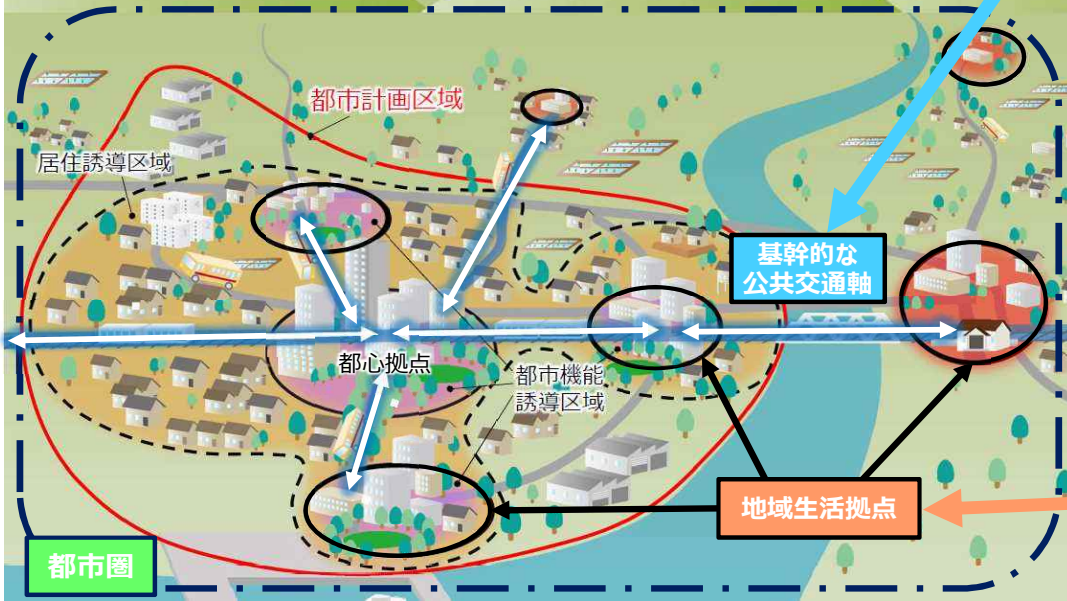 都市計画区域
居住誘導区域
基幹的な
公共交通軸
都心拠点
都市機能
誘導区域
地域生活拠点
都市圏